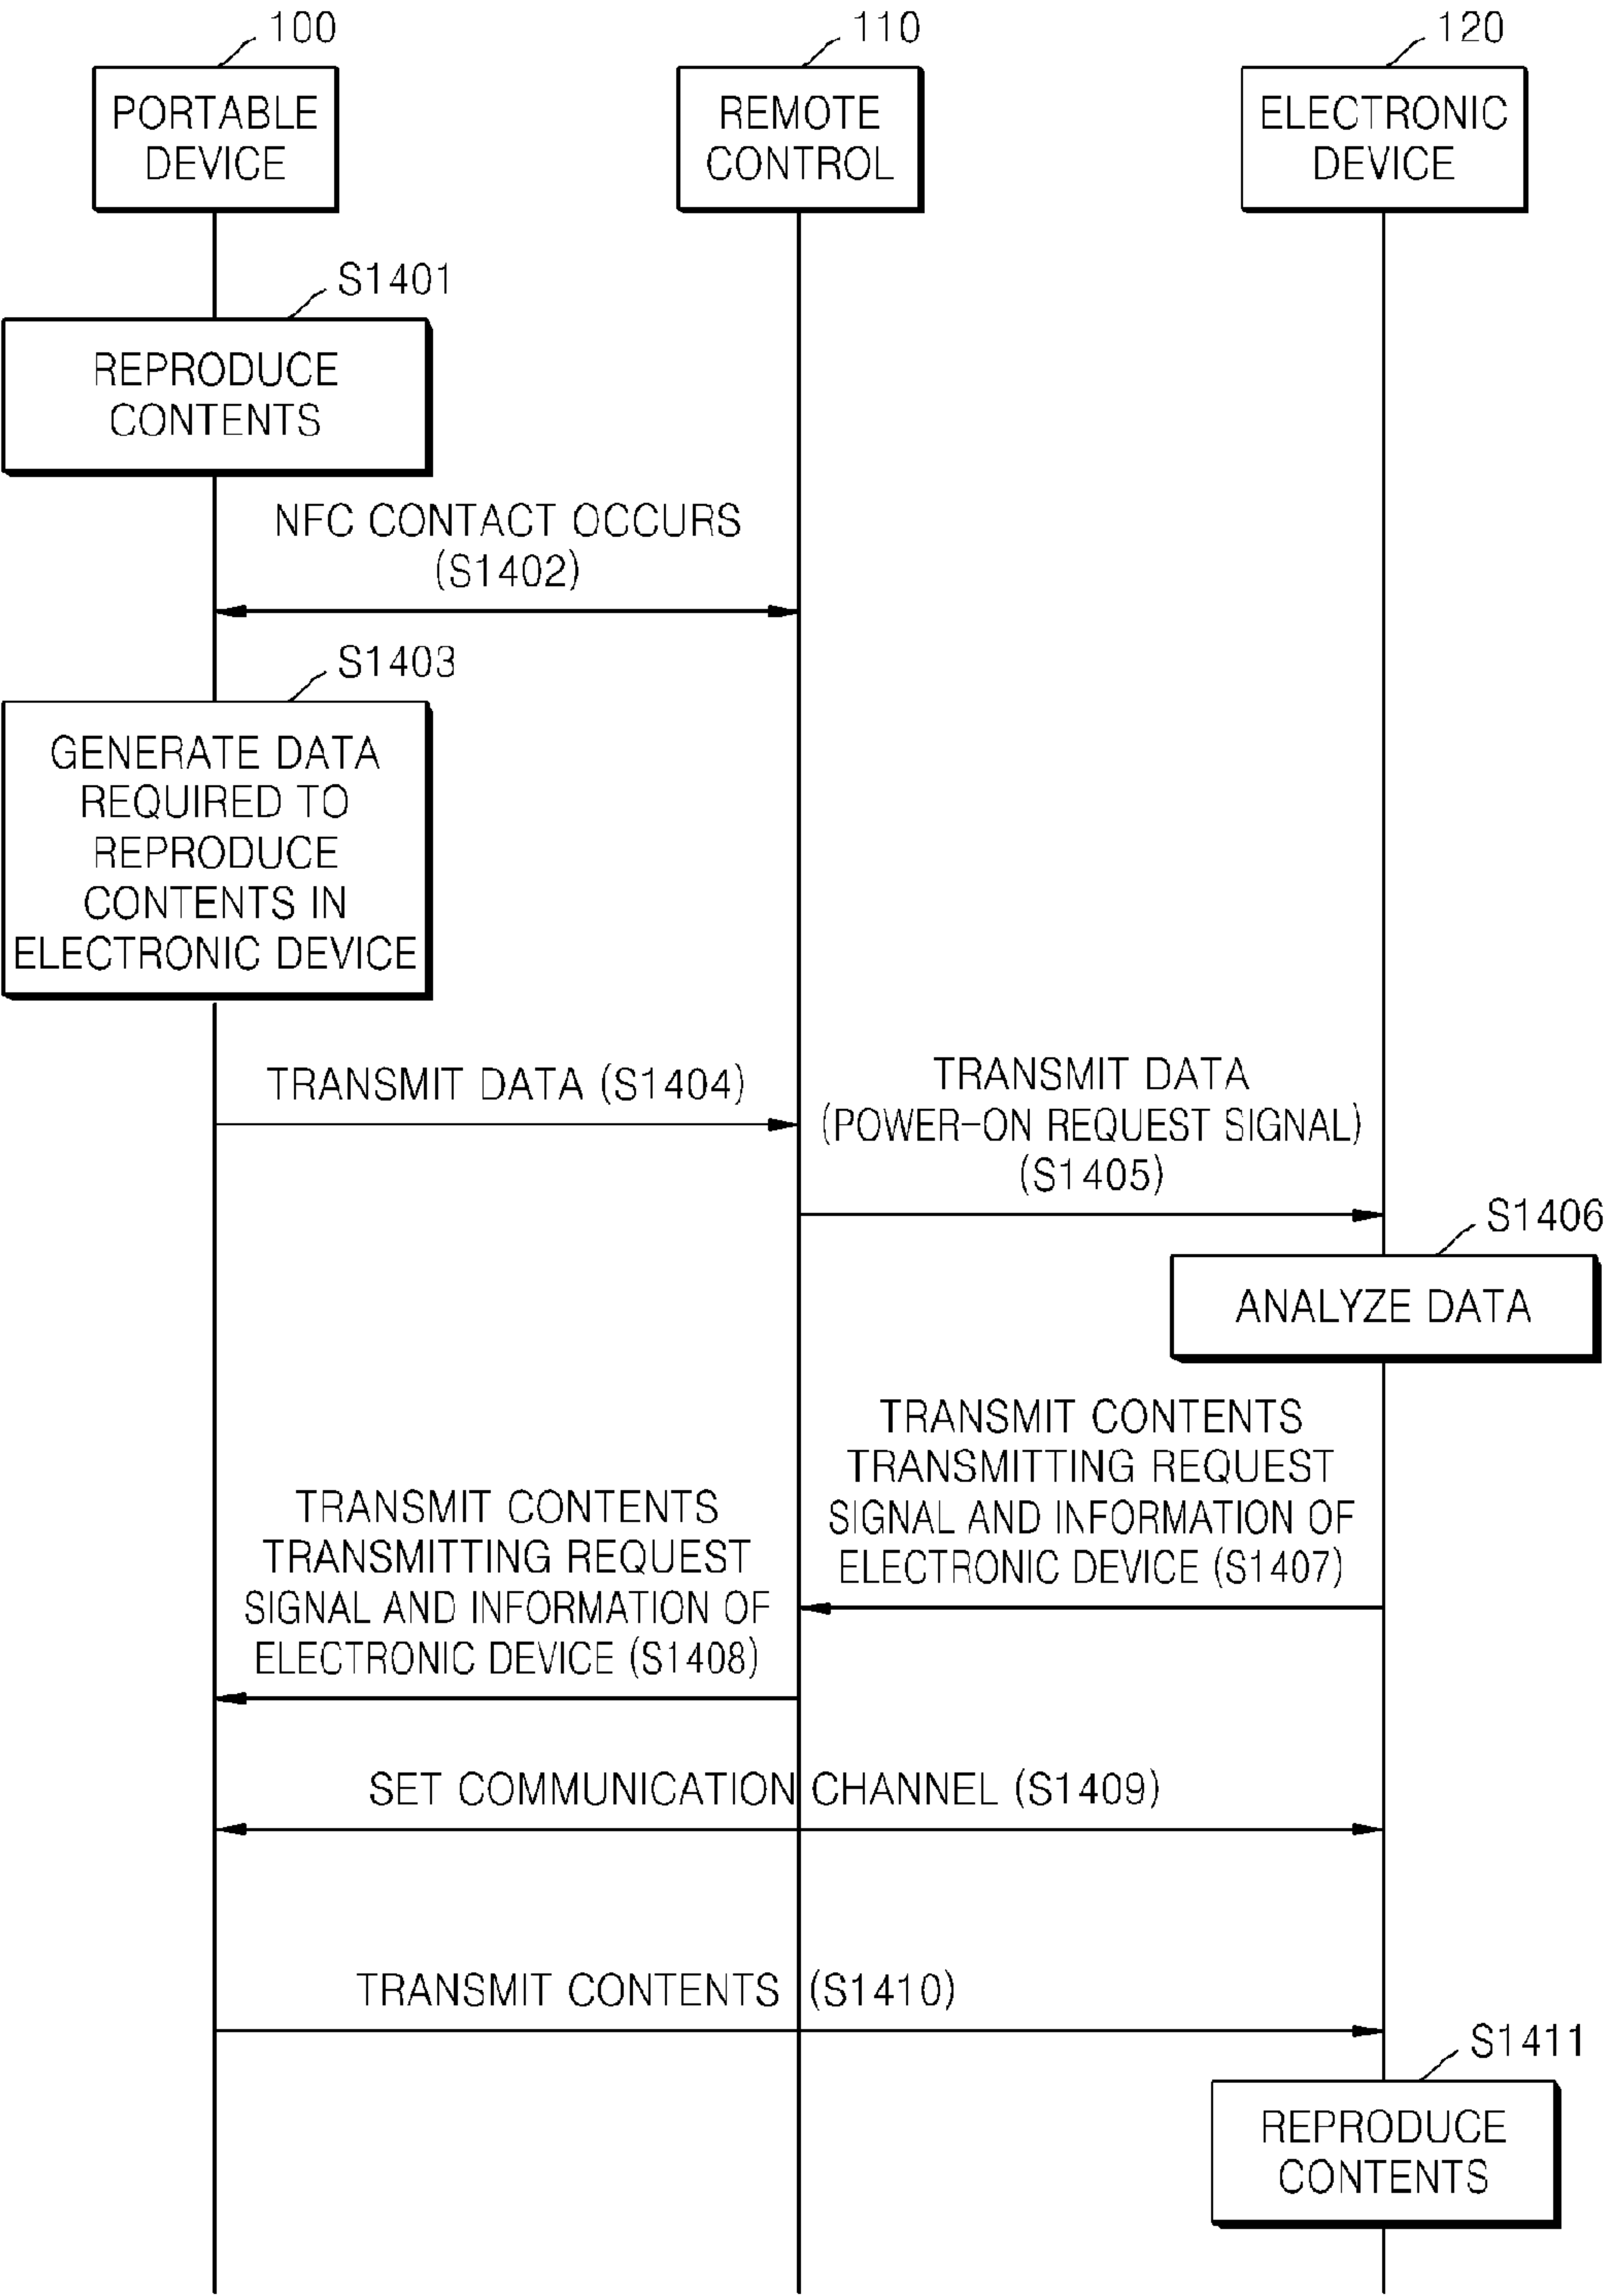 100
110
120
PORTABLE
DEVICE
REMOTE
CONTROL
ELECTRONIC
DEVICE
S1401
REPRODUCE
CONTENTS
NFC CONTACT OCCURS
(S1402)
S1403
GENERATE DATA
REQUIRED TO
REPRODUCE
CONTENTS IN
ELECTRONIC DEVICE
TRANSMIT DATA (S1404)
TRANSMIT DATA
(POWER-ON REQUEST SIGNAL)
(S1405)
S1406
ANALYZE DATA
TRANSMIT CONTENTS
TRANSMITTING REQUEST
SIGNAL AND INFORMATION OF
ELECTRONIC DEVICE (S1407)
TRANSMIT CONTENTS
TRANSMITTING REQUEST
SIGNAL AND INFORMATION OF
ELECTRONIC DEVICE (S1408)
SET COMMUNICATION CHANNEL (S1409)
TRANSMIT CONTENTS (S1410)
S1411
REPRODUCE
CONTENTS